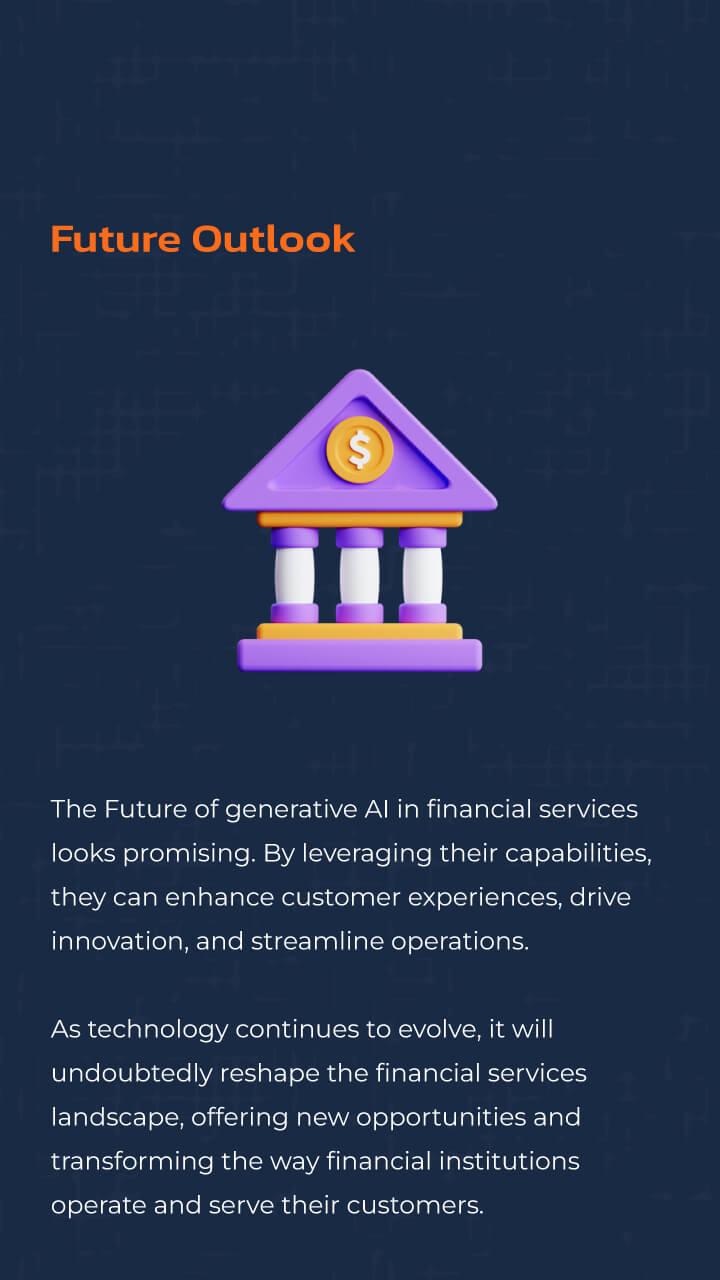 Future Outlook
$
The Future of generative AI in financial services
looks promising. By leveraging their capabilities,
they can enhance customer experiences, drive
innovation, and streamline operations.
As technology continues to evolve, it will
undoubtedly reshape the financial services
landscape, offering new opportunities and
transforming the way financial institutions
operate and serve their customers.